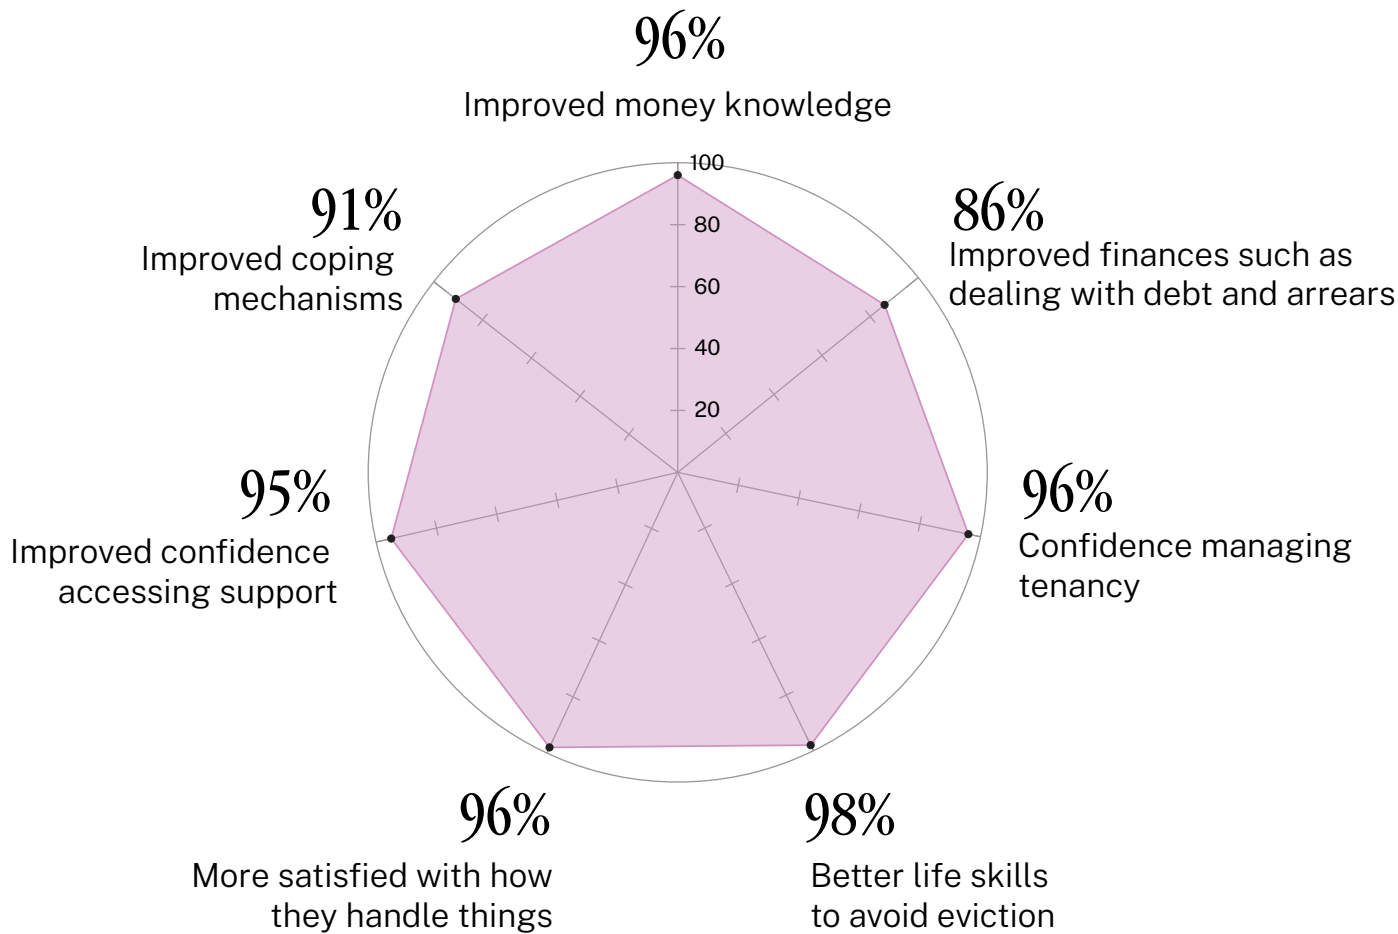 96%
Improved money knowledge
100
80
60
40
20
86%
Improved finances such as
dealing with debt and arrears
96%
Confidence managing
tenancy
98%
Better life skills
to avoid eviction
96%
More satisfied with how
they handle things
95%
Improved confidence
accessing support
91%
Improved coping
mechanisms